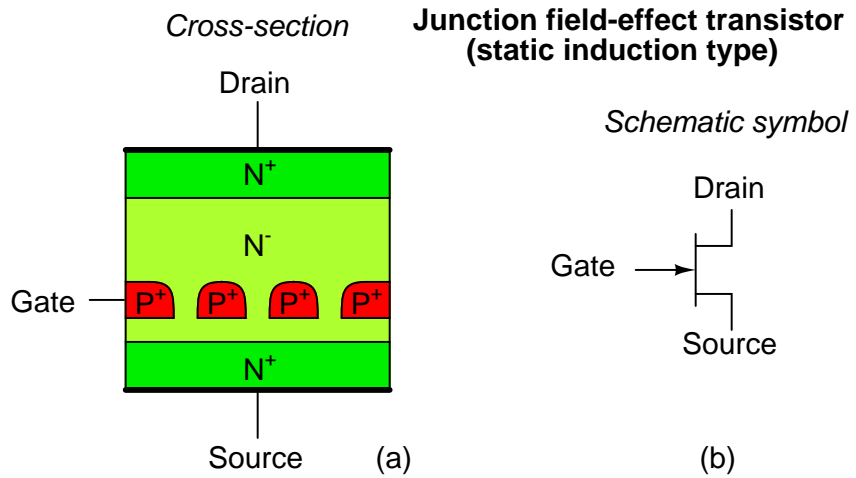 Cross-section
Junction field-effect transistor
(static induction type)
Drain
N+
N-
Gate
P+ P+ P+ P+
N+
Source
(a)
Schematic symbol
Drain
Gate
Source
(b)